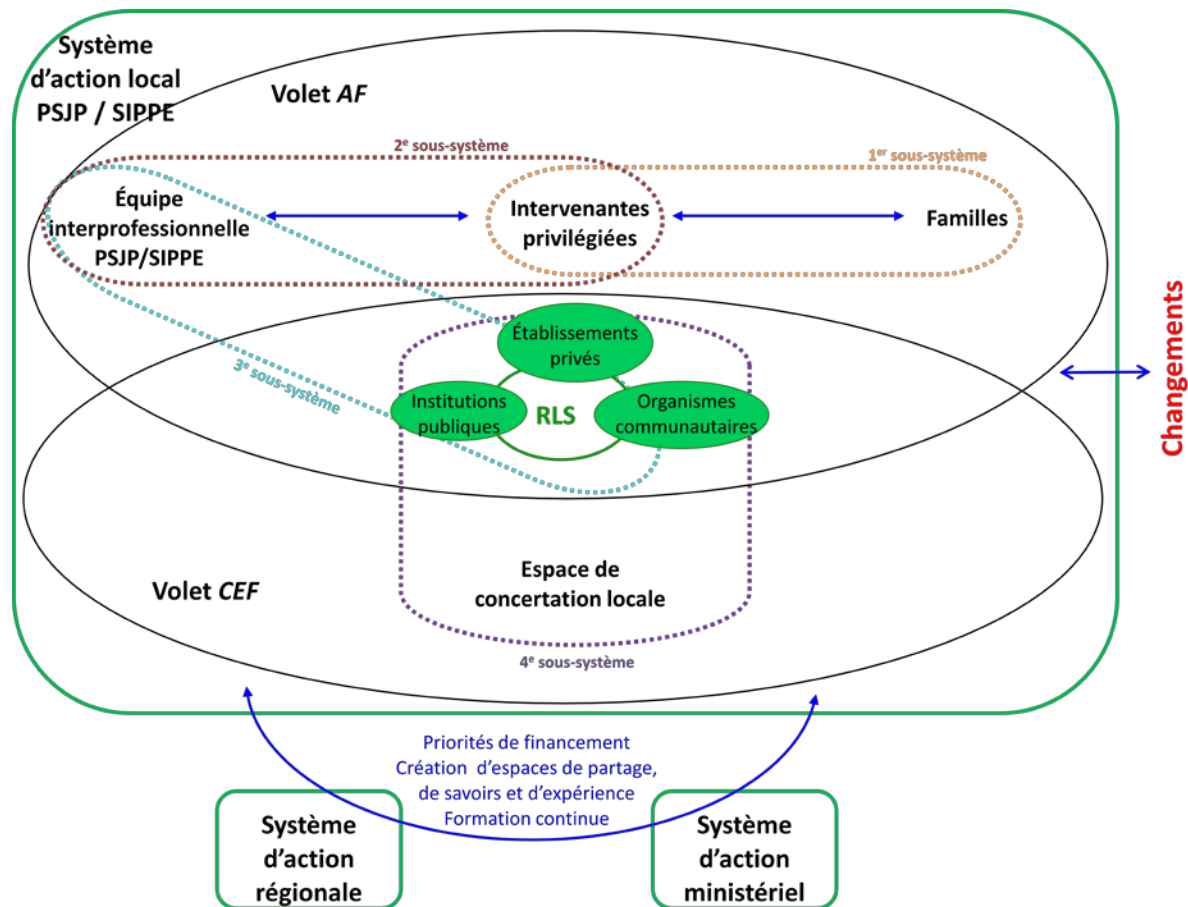 Système
d'action local
PSJP / SIPPE
Volet AF
2e sous-système
1er sous-système
Équipe
interprofessionnelle
PSJP/SIPPE
Intervenantes
privilégiées
Familles
Établissements
privés
3e sous-système
Institutions
publiques
RLS
Organismes
communautaires
Changements
Espace de
concertation locale
Volet CEF
4e sous-système
Priorités de financement
Création d'espaces de partage,
de savoirs et d'expérience
Formation continue
Système
d'action
régionale
Système
d'action
ministériel